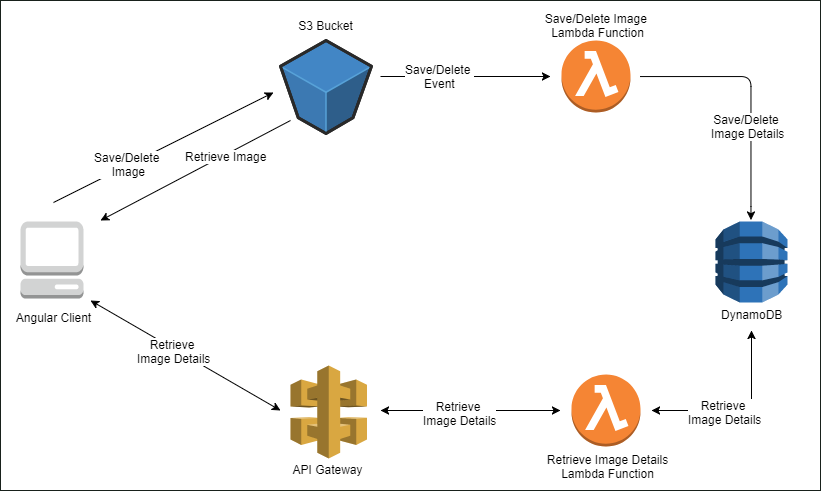 S3 Bucket
Save/Delete Image
Lambda Function
Save/Delete
Event
Save/Delete
Image Details
Save/Delete
Image
Retrieve Image
Angular Client
DynamoDB
Retrieve
Image Details
Retrieve
Image Details
Retrieve
Image Details
API Gateway
Retrieve Image Details
Lambda Function